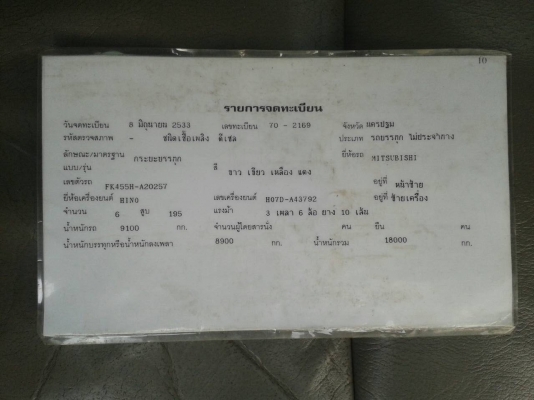 10
รายการจดทะเบียน
วันจดทะเบียน 8 มิถุนายน 2533 เลขทะเบียน 70 - 2169 จังหวัด นครปฐม
รหัสตรวจสภาพ - ชนิดเชื้อเพลิง ดีเซล ประเภท รถบรรทุก ไม่ประจำทาง
ลักษณะ/มาตรฐาน กระบะบรรทุก ยี่ห้อรถ MITSUBISHI
แบบ/รุ่น สี ขาว เขียว เหลือง แดง
เลขตัวรถ FK455H-A20257 อยู่ที่ หน้าซ้าย
ยี่ห้อเครื่องยนต์ HINO เลขเครื่องยนต์ H07D-A43792 อยู่ที่ ซ้ายเครื่อง
จำนวน 6 สูบ 195 แรงม้า 3 เพลา 6 ล้อ ยาง 10 เส้น
น้ำหนักรถ 9100 กก. จำนวนผู้โดยสารนั่ง คน ยืน คน
น้ำหนักบรรทุกหรือน้ำหนักลงเพลา 8900 กก. น้ำหนักรวม 18000 กก.